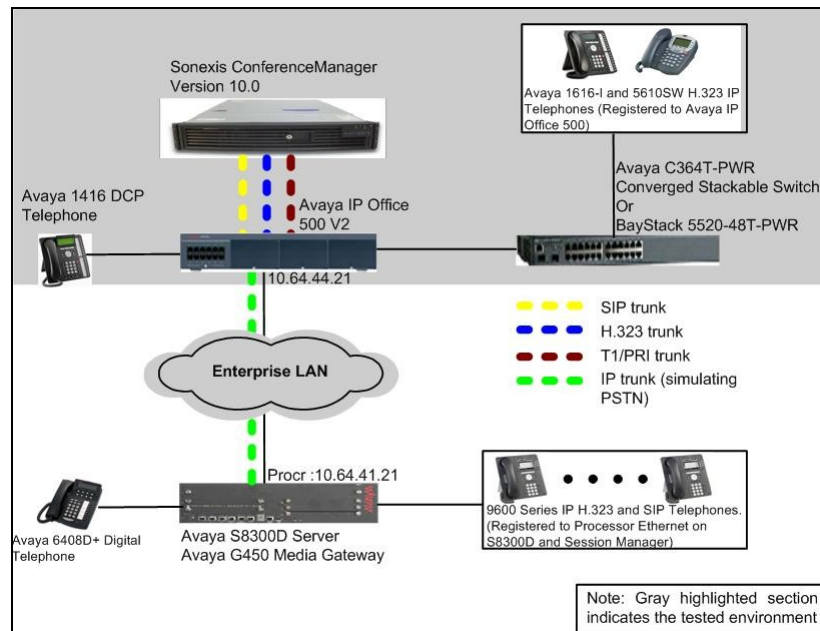 Sonexis ConferenceManager
Version 10.0
Avaya 1616-I and 5610SW H.323 IP
Telephones (Registered to Avaya IP
Office 500)
Avaya 1416 DCP
Telephone
Avaya IP Office
500 V2
Avaya C364T-PWR
Converged Stackable Switch
Or
BayStack 5520-48T-PWR
10.64.44.21
SIP trunk
H.323 trunk
T1/PRI trunk
IP trunk (simulating
PSTN)
Enterprise LAN
Procr :10.64.41.21
Avaya 6408D+ Digital
Telephone
Avaya S8300D Server
Avaya G450 Media Gateway
9600 Series IP H.323 and SIP Telephones.
(Registered to Processor Ethernet on
S8300D and Session Manager)
Note: Gray highlighted section
indicates the tested environment